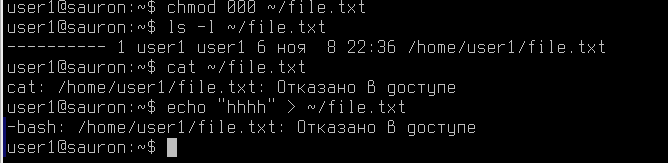 user1@sauron:~$ chmod 000 ~/file.txt
user1@sauron:~$ ls -l ~/file.txt
---------- 1 user1 user1 6 ноя  8 22:36 /home/user1/file.txt
user1@sauron:~$ cat ~/file.txt
cat: /home/user1/file.txt: Отказано в доступе
user1@sauron:~$ echo "hhhh" > ~/file.txt
-bash: /home/user1/file.txt: Отказано в доступе
user1@sauron:~$